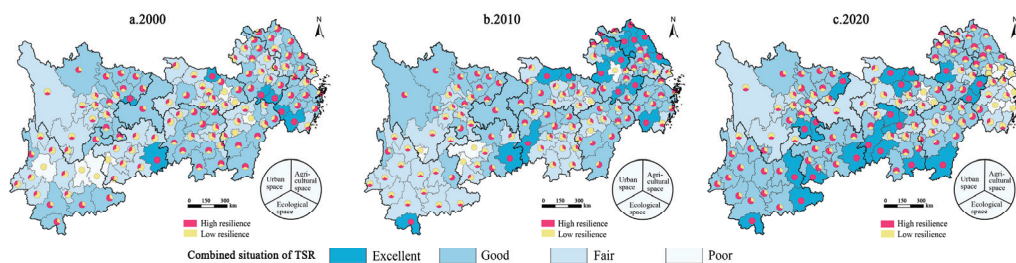 a.2000
N
Urban space
Agri-cultural space
Ecological space
0 150 300 km
High resilience
Low resilience
b.2010
N
Urban space
Agri-cultural space
Ecological space
0 150 300 km
High resilience
Low resilience
c.2020
N
Urban space
Agri-cultural space
Ecological space
0 150 300 km
High resilience
Low resilience
Combined situation of TSR Excellent Good Fair Poor